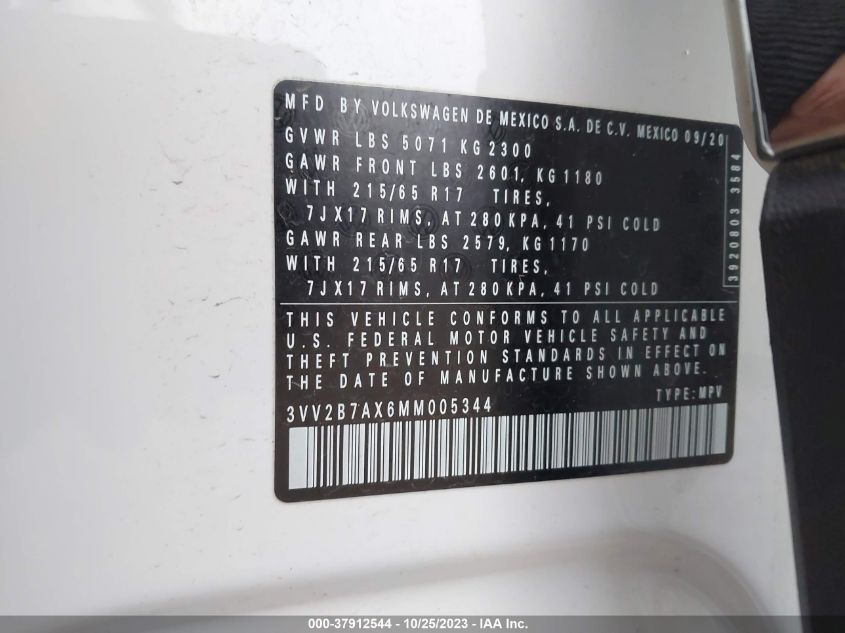 MFD BY VOLKSWAGEN DE MEXICO S.A. DE C.V. MEXICO 09/20
GVWR LBS 5071 KG 2300
GAWR FRONT LBS 2601, KG 1180
WITH 215/65 R17 TIRES,
7JX17 RIMS, AT 280 KPA, 41 PSI COLD
GAWR REAR LBS 2579, KG 1170
WITH 215/65 R17 TIRES,
7JX17 RIMS, AT 280 KPA, 41 PSI COLD
3920803 3584
THIS VEHICLE CONFORMS TO ALL APPLICABLE
U.S. FEDERAL MOTOR VEHICLE SAFETY AND
THEFT PREVENTION STANDARDS IN EFFECT ON
THE DATE OF MANUFACTURE SHOWN ABOVE.
3VV2B7AX6MM005344 TYPE: MPV
000-37912544 - 10/25/2023 - IAA Inc.